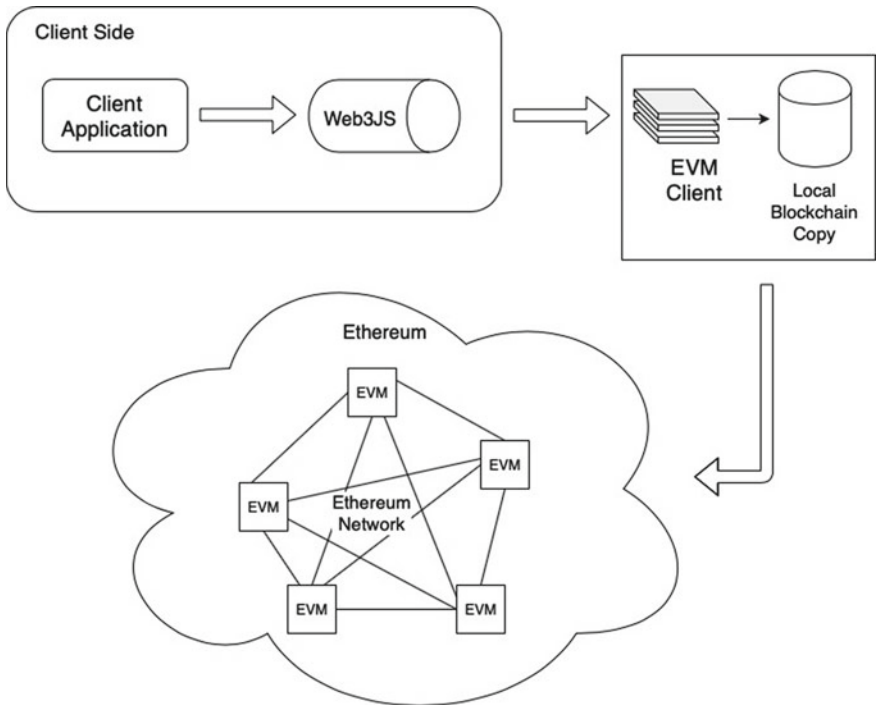 Client Side
Client
Application
Web3JS
EVM
Client
Local
Blockchain
Copy
Ethereum
EVM
EVM
EVM
Ethereum
Network
EVM
EVM